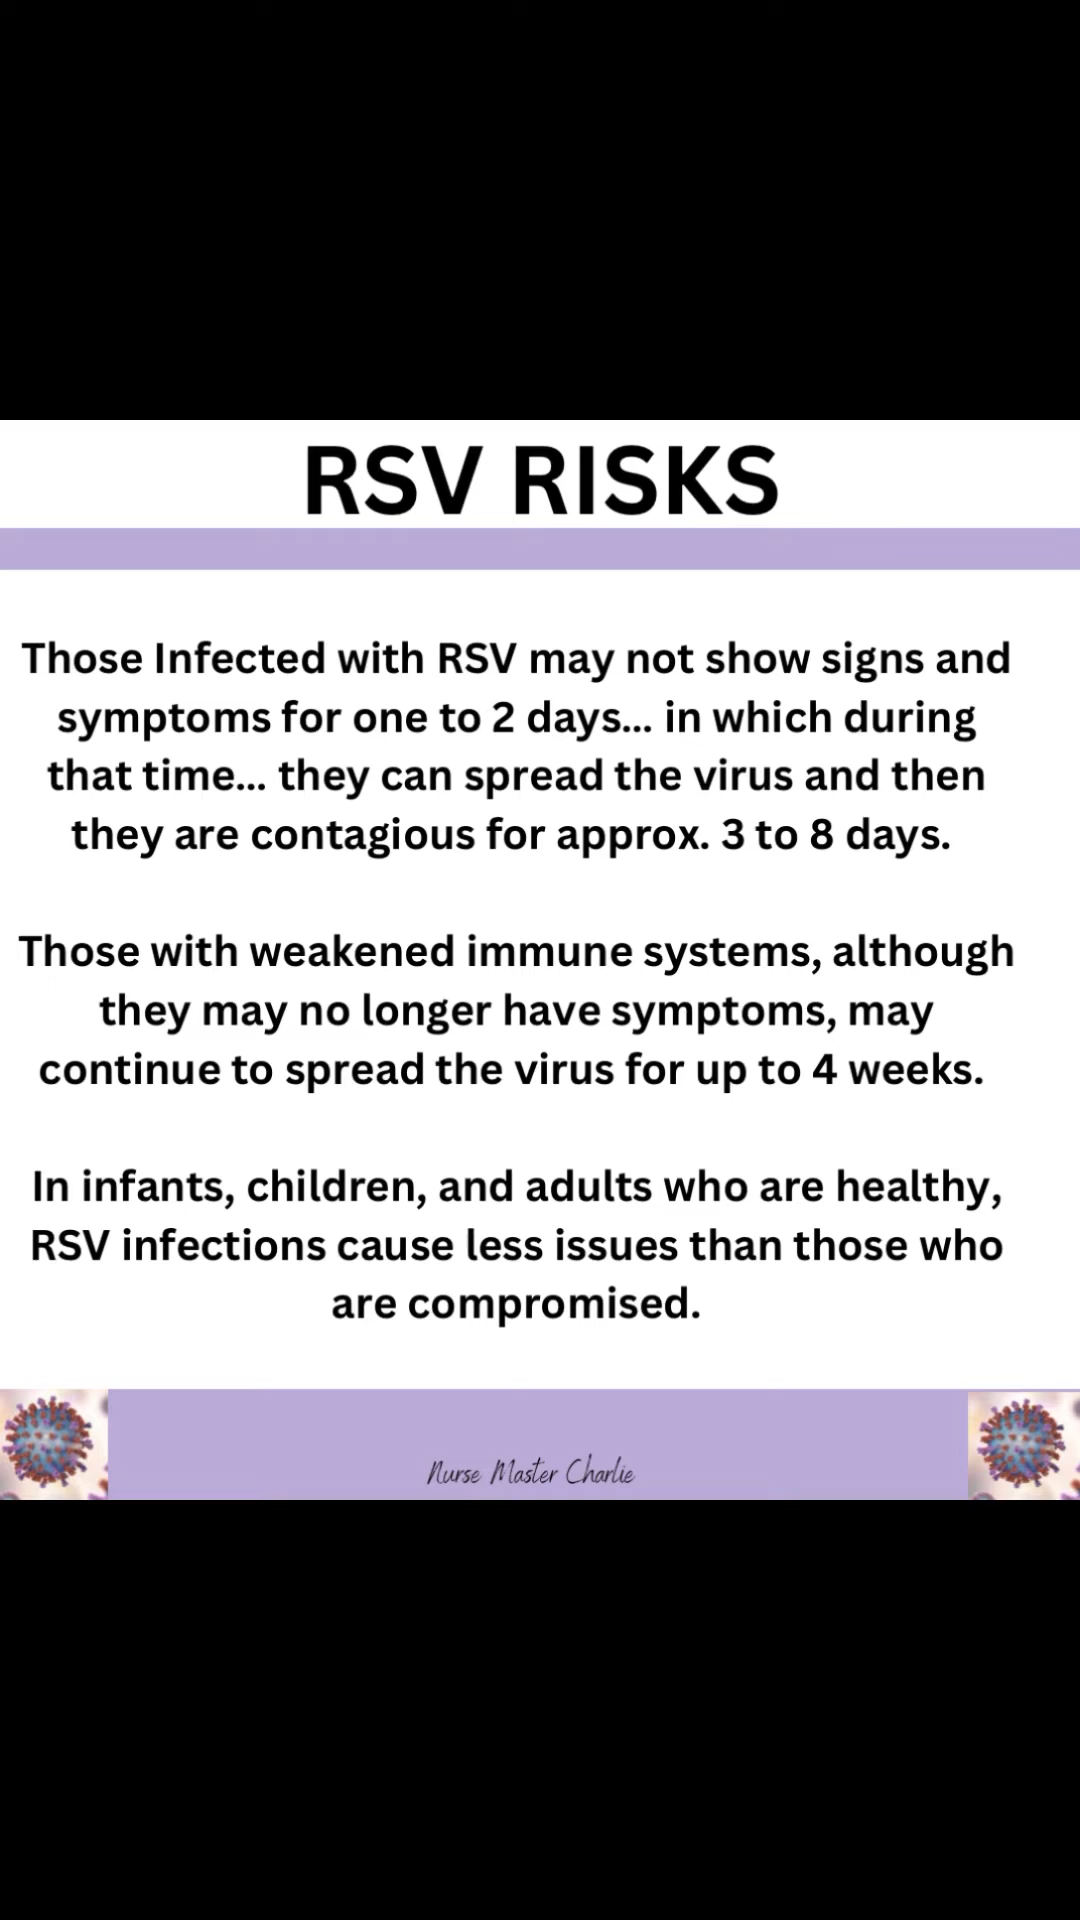 RSV RISKS
Those Infected with RSV may not show signs and
symptoms for one to 2 days... in which during
that time... they can spread the virus and then
they are contagious for approx. 3 to 8 days.
Those with weakened immune systems, although
they may no longer have symptoms, may
continue to spread the virus for up to 4 weeks.
In infants, children, and adults who are healthy,
RSV infections cause less issues than those who
are compromised.
Nurse Master Charlie